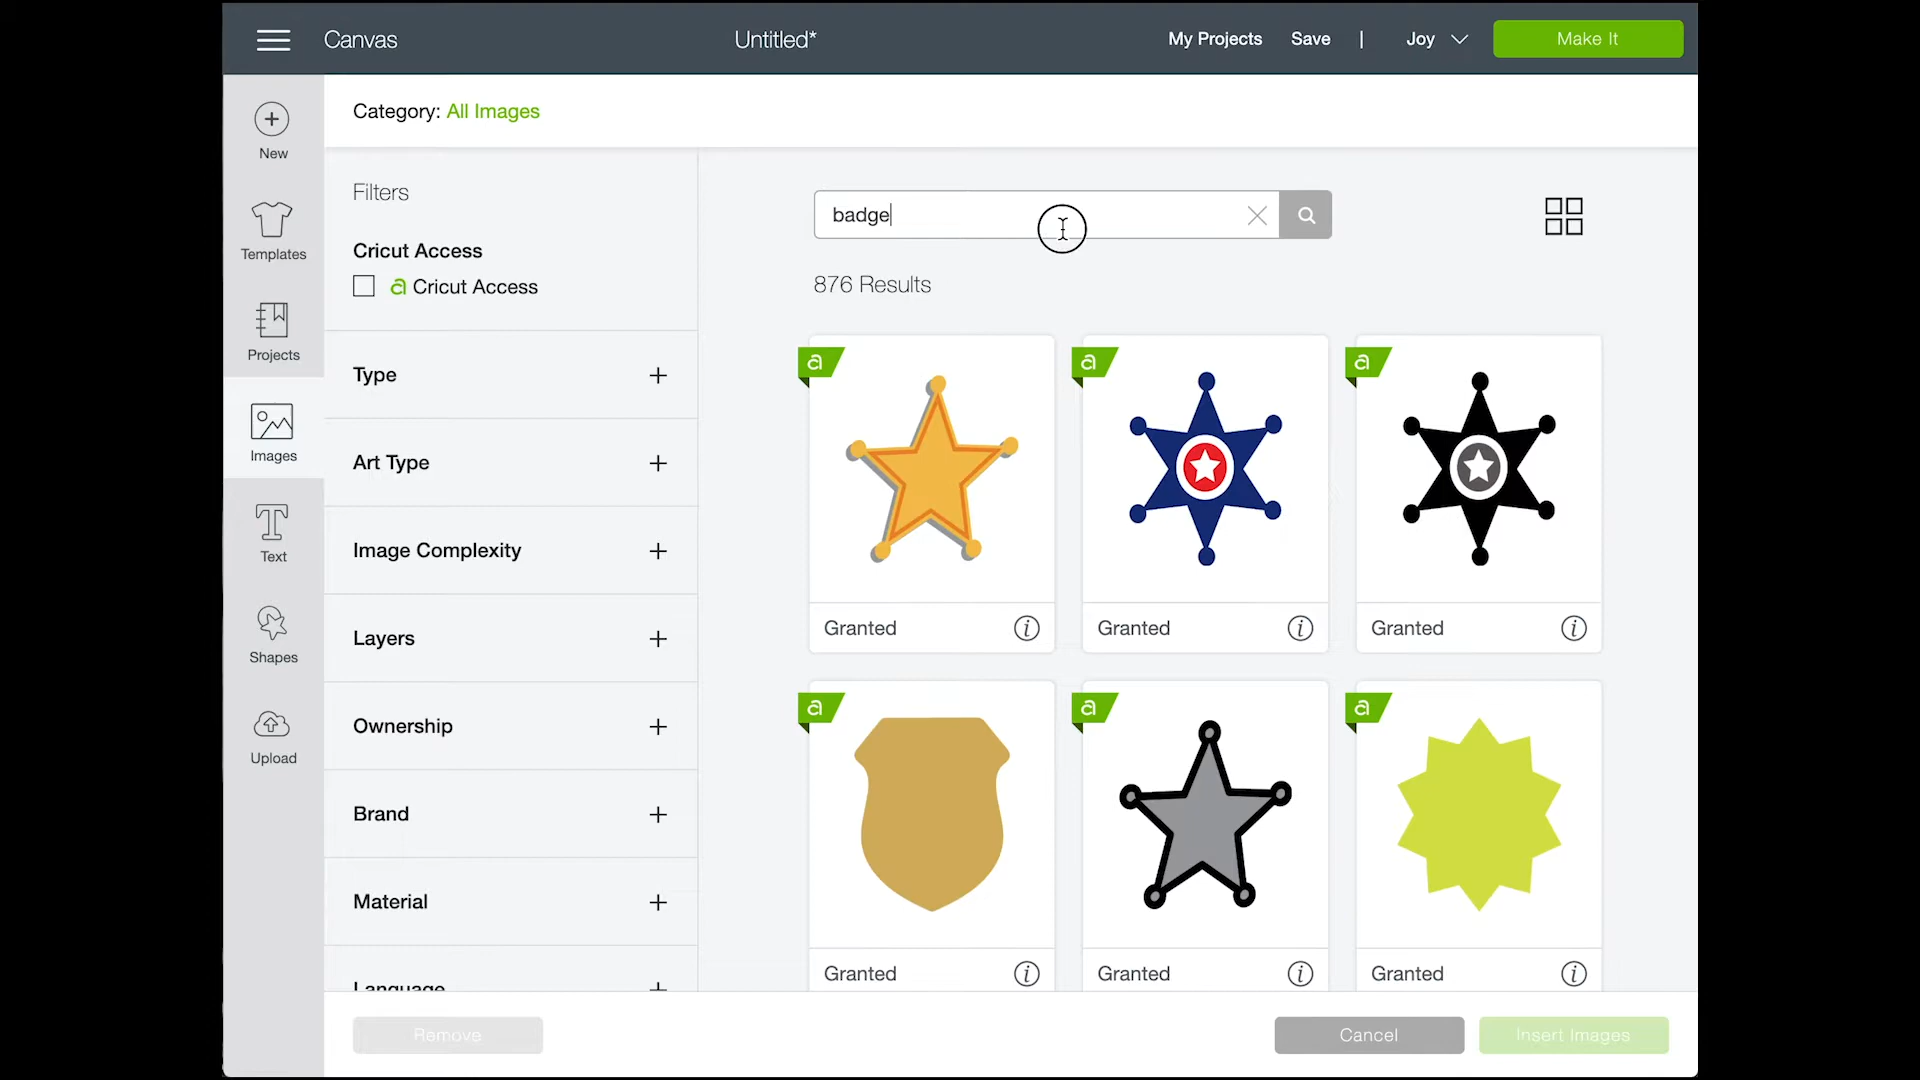 Canvas
Untitled*
My Projects Save | Joy
Make It
New
Templates
Projects
Images
Text
Shapes
Upload
Category: All Images
Filters
Cricut Access
a Cricut Access
Type
Art Type
Image Complexity
Layers
Ownership
Brand
Material
Language
badge
876 Results
a
Granted
a
Granted
a
Granted
a
Granted
a
Granted
a
Granted
Remove
Cancel
Insert Images